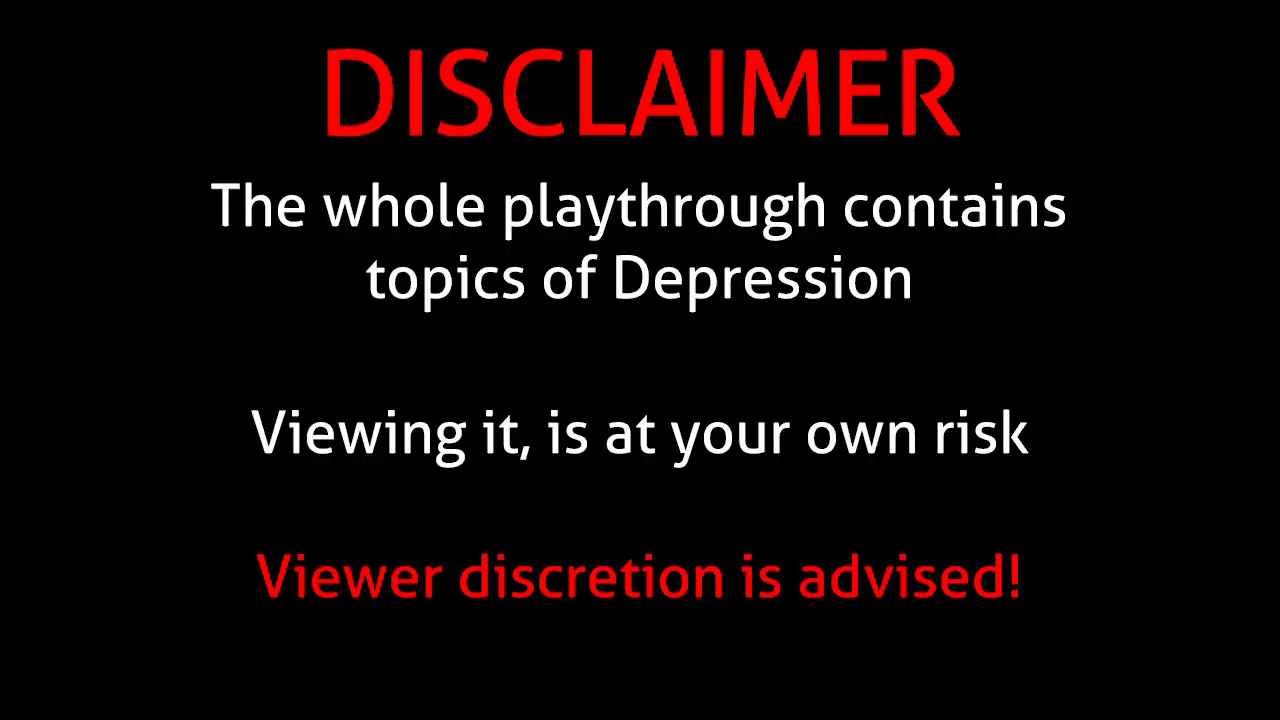 DISCLAIMER
The whole playthrough contains
topics of Depression
Viewing it, is at your own risk
Viewer discretion is advised!